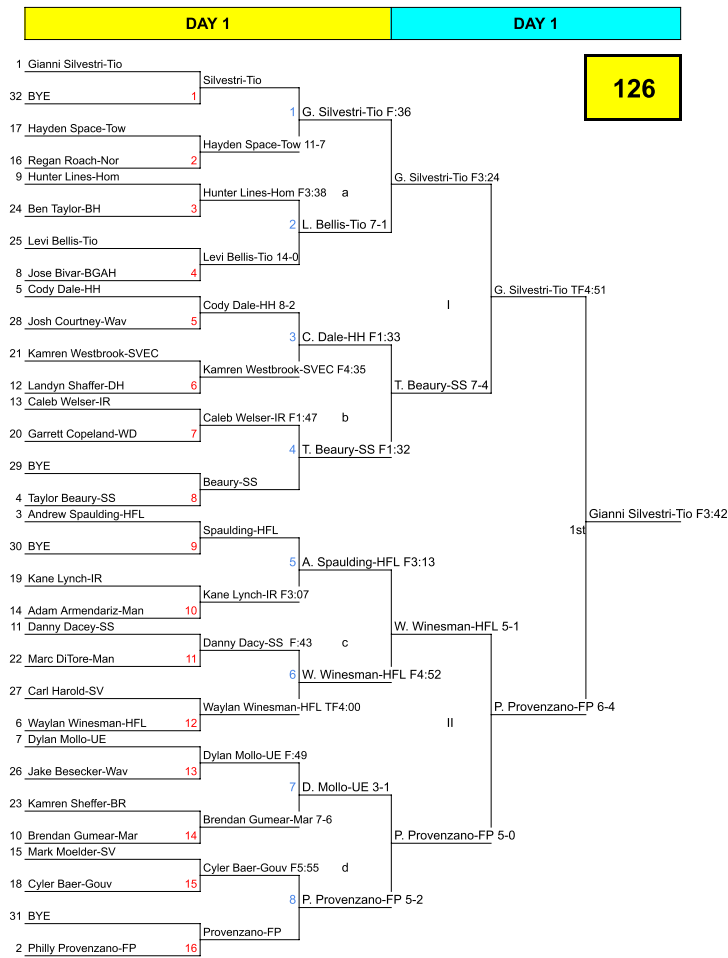 DAY 1
DAY 1
126
1 Gianni Silvestri-Tio
Silvestri-Tio
32 BYE 1
1 G. Silvestri-Tio F:36
17 Hayden Space-Tow
Hayden Space-Tow 11-7
16 Regan Roach-Nor 2
9 Hunter Lines-Hom
G. Silvestri-Tio F3:24
Hunter Lines-Hom F3:38 a
24 Ben Taylor-BH 3
2 L. Bellis-Tio 7-1
25 Levi Bellis-Tio
Levi Bellis-Tio 14-0
8 Jose Bivar-BGAH 4
5 Cody Dale-HH
G. Silvestri-Tio TF4:51
Cody Dale-HH 8-2 I
28 Josh Courtney-Wav 5
3 C. Dale-HH F1:33
21 Kamren Westbrook-SVEC
Kamren Westbrook-SVEC F4:35
12 Landyn Shaffer-DH 6
T. Beaury-SS 7-4
13 Caleb Welser-IR
Caleb Welser-IR F1:47 b
20 Garrett Copeland-WD 7
4 T. Beaury-SS F1:32
29 BYE
Beaury-SS
4 Taylor Beaury-SS 8
3 Andrew Spaulding-HFL
Gianni Silvestri-Tio F3:42
Spaulding-HFL
1st
30 BYE 9
5 A. Spaulding-HFL F3:13
19 Kane Lynch-IR
Kane Lynch-IR F3:07
14 Adam Armendariz-Man 10
11 Danny Dacey-SS
W. Winesman-HFL 5-1
Danny Dacy-SS F:43 c
22 Marc DiTore-Man 11
6 W. Winesman-HFL F4:52
27 Carl Harold-SV
Waylan Winesman-HFL TF4:00
P. Provenzano-FP 6-4
6 Waylan Winesman-HFL 12
II
7 Dylan Mollo-UE
Dylan Mollo-UE F:49
26 Jake Besecker-Wav 13
7 D. Mollo-UE 3-1
23 Kamren Sheffer-BR
Brendan Gumear-Mar 7-6
10 Brendan Gumear-Mar 14
P. Provenzano-FP 5-0
15 Mark Moelder-SV
Cyler Baer-Gouv F5:55 d
18 Cyler Baer-Gouv 15
8 P. Provenzano-FP 5-2
31 BYE
Provenzano-FP
2 Philly Provenzano-FP 16